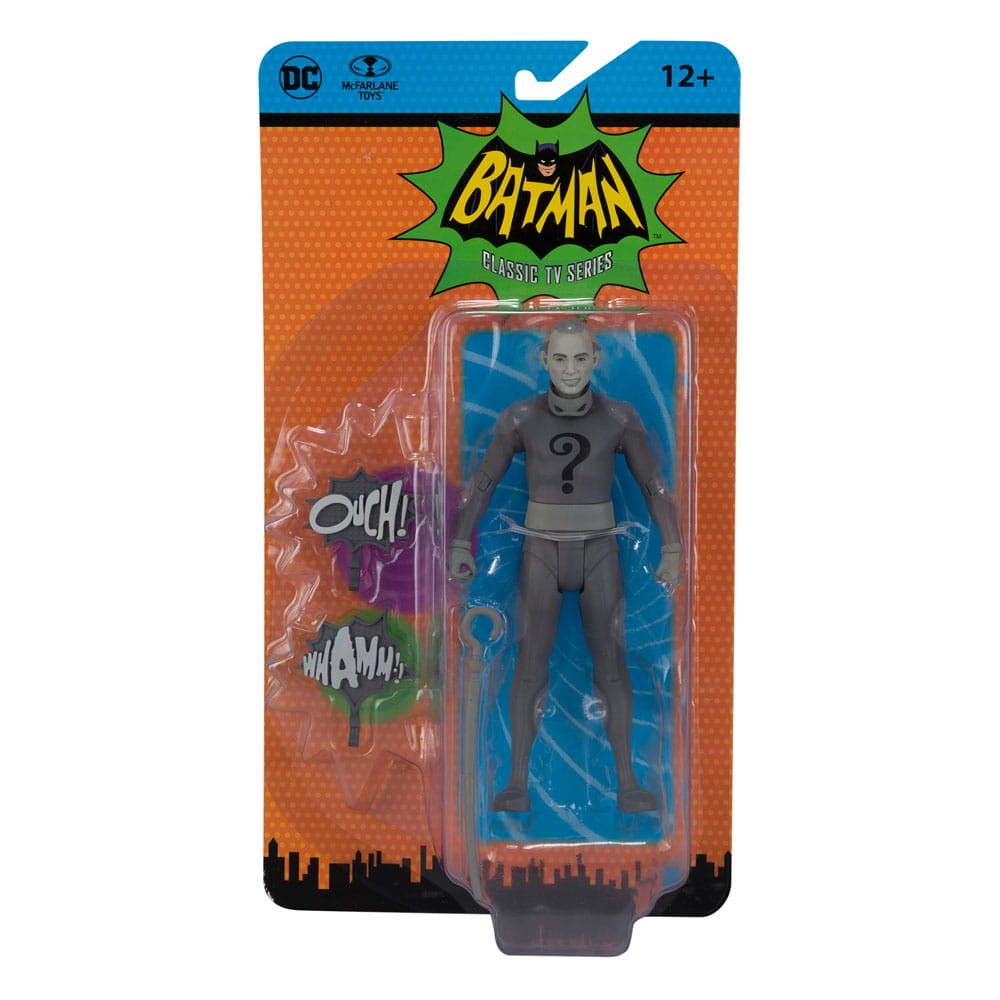 DC
McFARLANE
TOYS
12+
BATMAN
TM
CLASSIC TV SERIES
?
OUCH!
WHAMM!